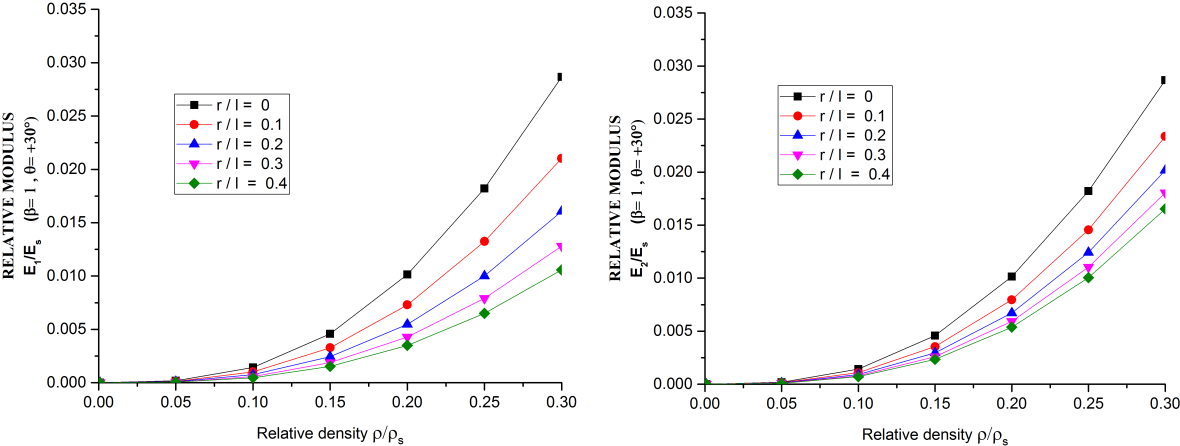 0.035
0.030
0.025
0.020
0.015
0.010
0.005
0.000
RELATIVE MODULUS
E1/Es (β= 1 , θ= +30°)
r / l = 0
r / l = 0.1
r / l = 0.2
r / l = 0.3
r / l = 0.4
0.00 0.05 0.10 0.15 0.20 0.25 0.30
Relative density ρ/ρs
0.035
0.030
0.025
0.020
0.015
0.010
0.005
0.000
RELATIVE MODULUS
E2/Es (β= 1 , θ= +30°)
r / l = 0
r / l = 0.1
r / l = 0.2
r / l = 0.3
r / l = 0.4
0.00 0.05 0.10 0.15 0.20 0.25 0.30
Relative density ρ/ρs